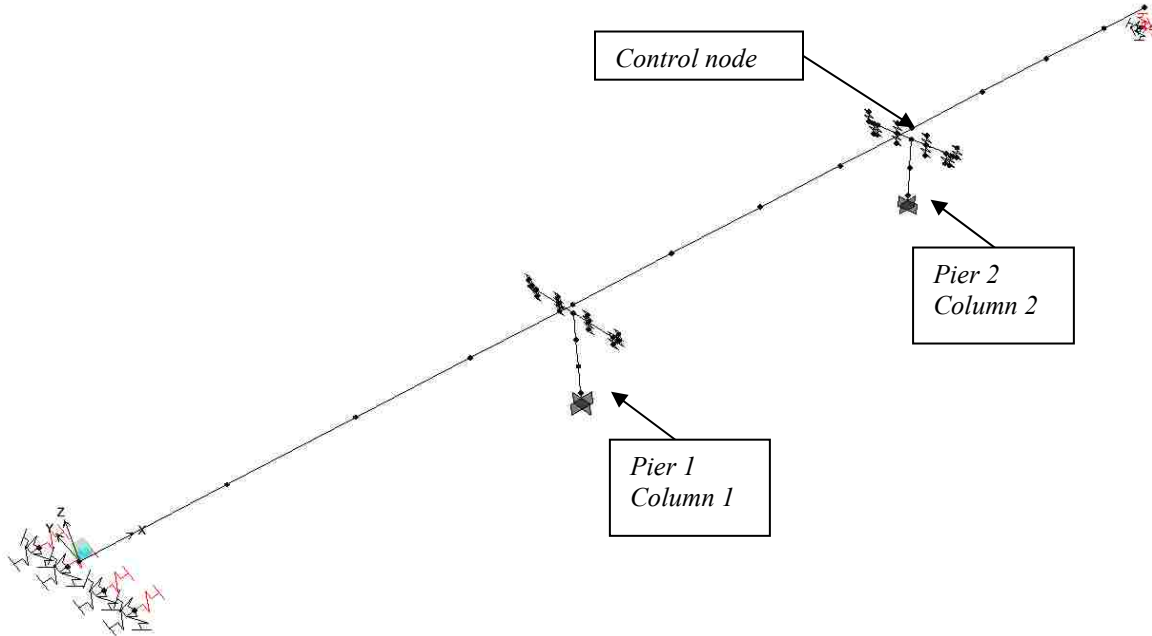 Control node
Pier 2
Column 2
Pier 1
Column 1
Z
Y
X